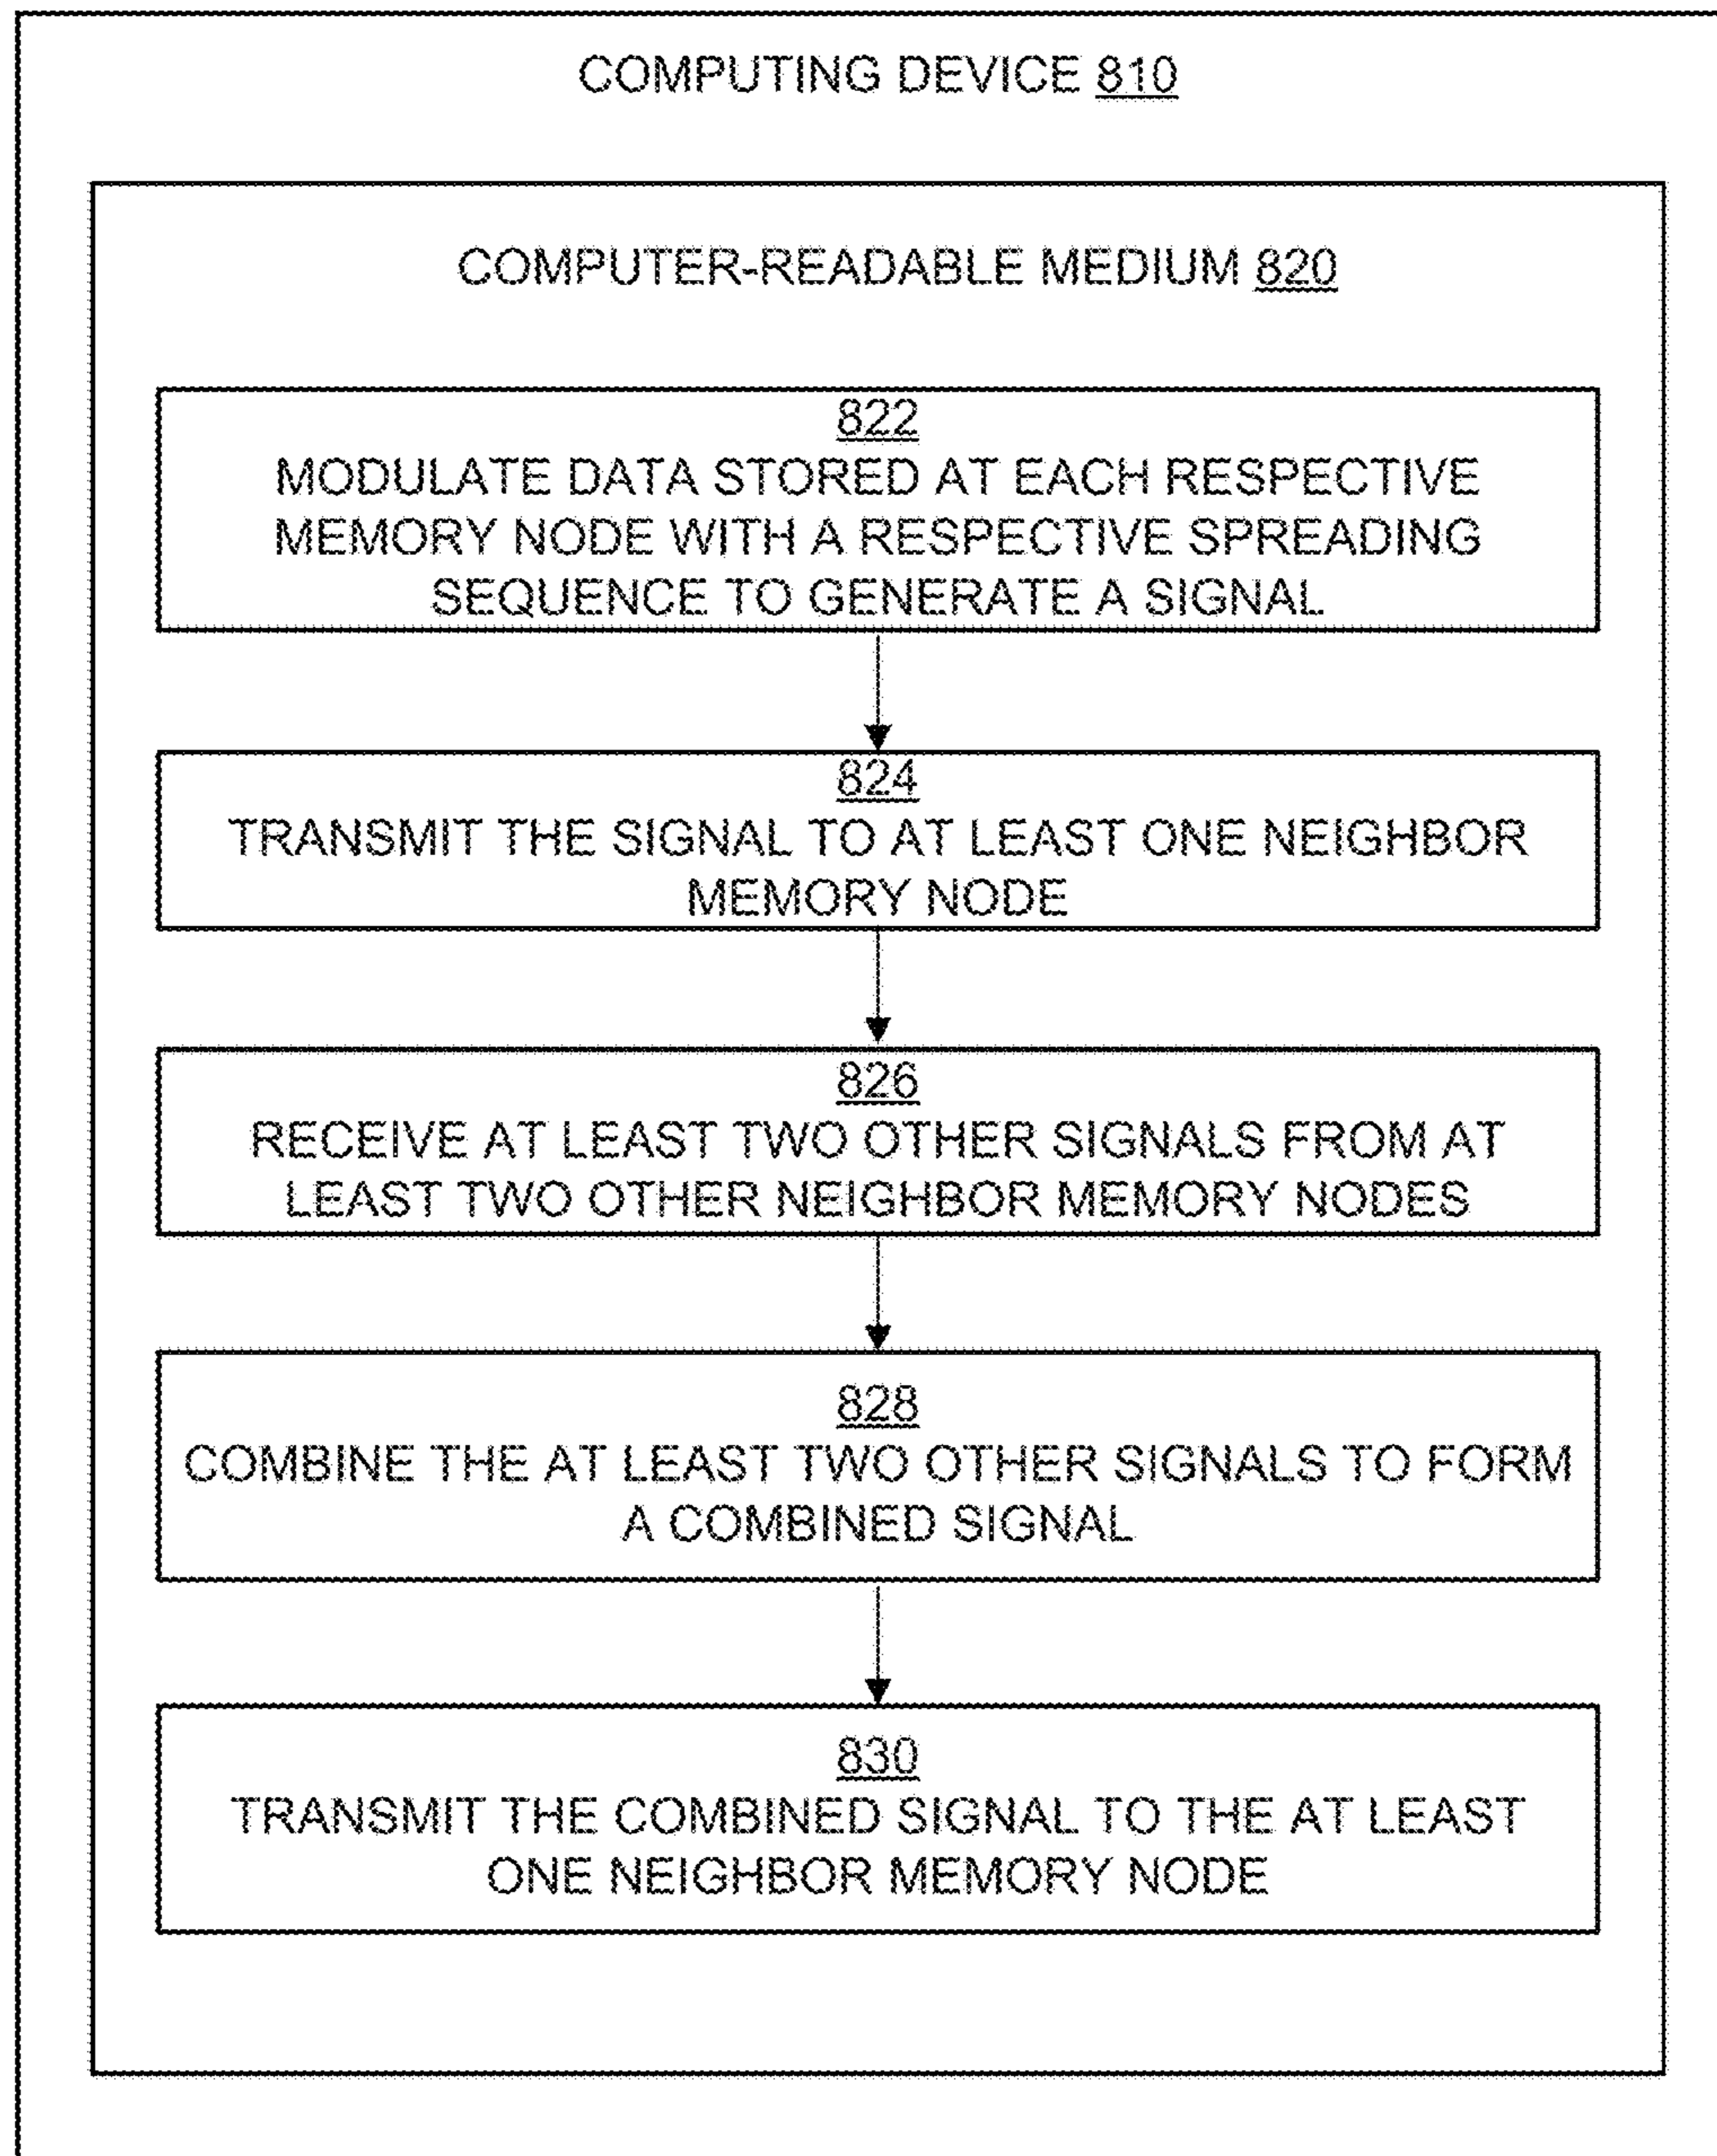 COMPUTING DEVICE 810
COMPUTER-READABLE MEDIUM 820
822
MODULATE DATA STORED AT EACH RESPECTIVE
MEMORY NODE WITH A RESPECTIVE SPREADING
SEQUENCE TO GENERATE A SIGNAL
824
TRANSMIT THE SIGNAL TO AT LEAST ONE NEIGHBOR
MEMORY NODE
826
RECEIVE AT LEAST TWO OTHER SIGNALS FROM AT
LEAST TWO OTHER NEIGHBOR MEMORY NODES
828
COMBINE THE AT LEAST TWO OTHER SIGNALS TO FORM
A COMBINED SIGNAL
830
TRANSMIT THE COMBINED SIGNAL TO THE AT LEAST
ONE NEIGHBOR MEMORY NODE